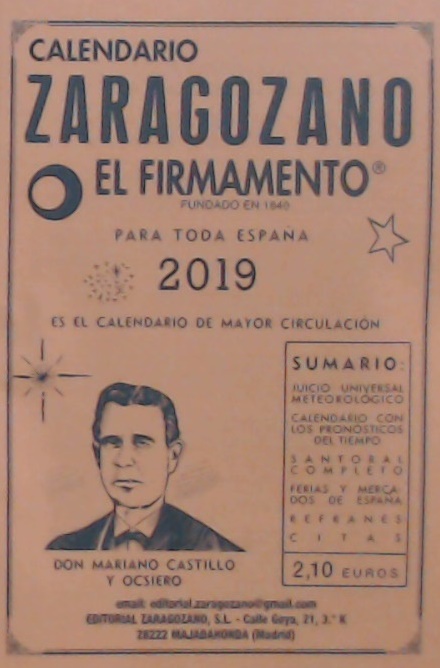 CALENDARIO
ZARAGOZANO
EL FIRMAMENTO®
FUNDADO EN 1840
PARA TODA ESPAÑA
2019
ES EL CALENDARIO DE MAYOR CIRCULACIÓN
SUMARIO:
JUICIO UNIVERSAL
METEOROLÓGICO
CALENDARIO CON
LOS PRONÓSTICOS
DEL TIEMPO
SANTORAL
COMPLETO
FERIAS Y MERCA-
DOS DE ESPAÑA
REFRANES
CITAS
2,10 EUROS
DON MARIANO CASTILLO
Y OCSIERO
email: editorial.zaragozano@gmail.com
EDITORIAL ZARAGOZANO, S.L. - Calle Goya, 21, 3.º K
28222 MAJADAHONDA (Madrid)